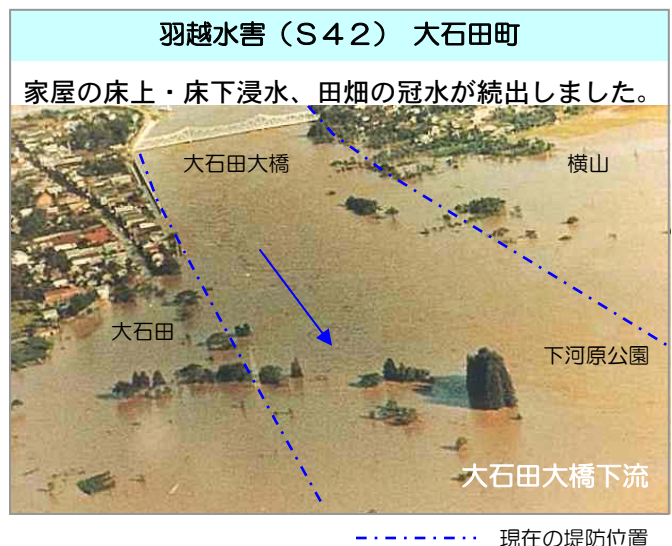 羽越水害（Ｓ４２）　大石田町
家屋の床上・床下浸水、田畑の冠水が続出しました。
大石田大橋
横山
大石田
下河原公園
大石田大橋下流
現在の堤防位置